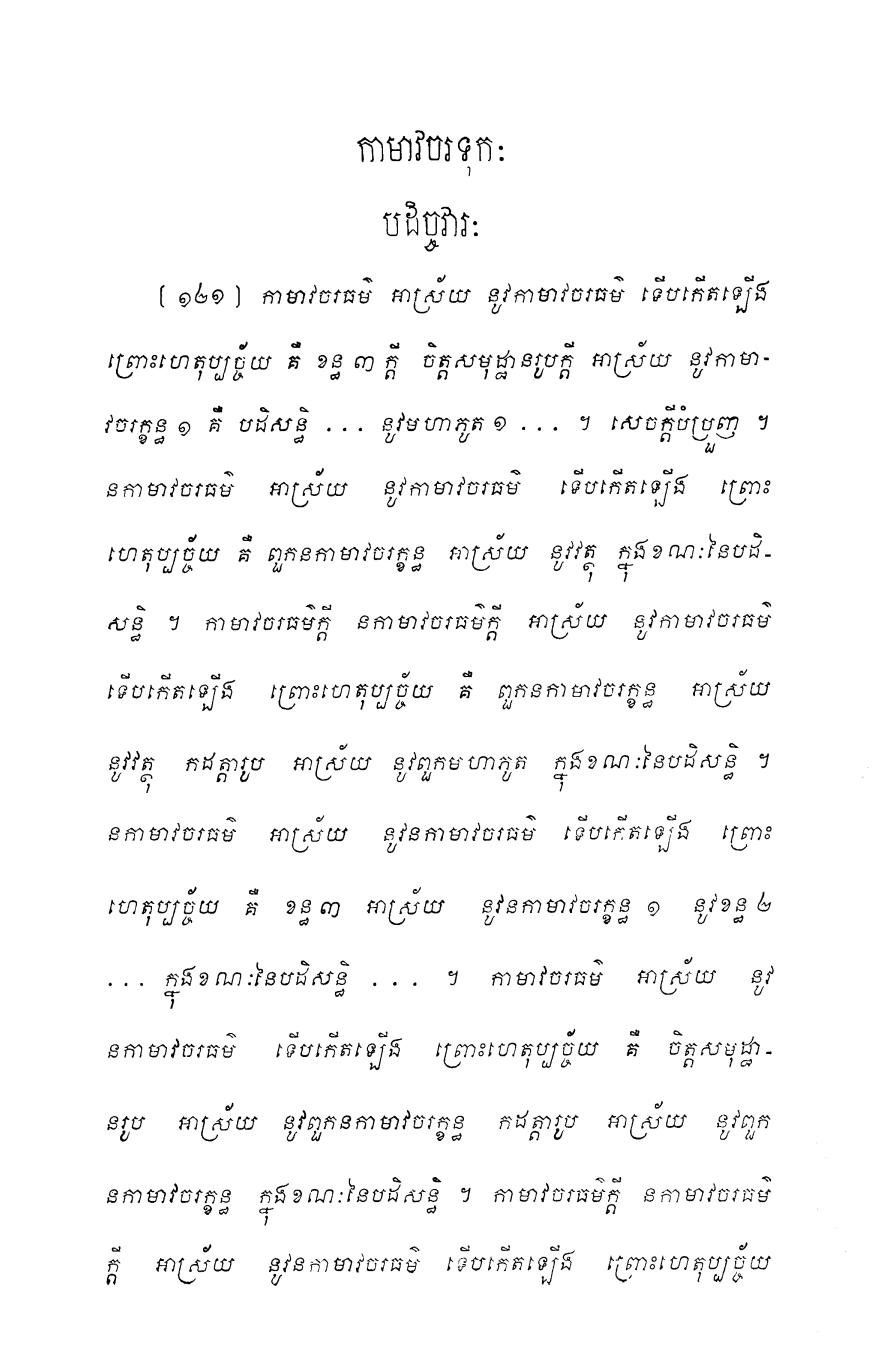 កាមាវចរទុកៈ
បដិច្ចវារៈ
(១៤១) កាមាវចរធម៌ អាស្រ័យ នូវកាមាវចរធម៌ ទើបកើតឡើង
ព្រោះហេតុប្បច្ច័យ គឺ ខន្ធ ៣ ក្តី ចិត្តសមុដ្ឋានរូបក្តី អាស្រ័យ នូវកាមា-
វចរក្ខន្ធ ១ គឺ បដិសន្ធិ ... នូវមហាភូត ១ ... ។ សេចក្តីបំប្រួញ ។
នកាមាវចរធម៌ អាស្រ័យ នូវកាមាវចរធម៌ ទើបកើតឡើង ព្រោះ
ហេតុប្បច្ច័យ គឺ ពួកនកាមាវចរក្ខន្ធ អាស្រ័យ នូវវត្ថុ ក្នុងខណៈនៃបដិ-
សន្ធិ ។ កាមាវចរធម៌ក្តី នកាមាវចរធម៌ក្តី អាស្រ័យ នូវកាមាវចរធម៌
ទើបកើតឡើង ព្រោះហេតុប្បច្ច័យ គឺ ពួកនកាមាវចរក្ខន្ធ អាស្រ័យ
នូវវត្ថុ កដត្តារូប អាស្រ័យ នូវពួកមហាភូត ក្នុងខណៈនៃបដិសន្ធិ ។
នកាមាវចរធម៌ អាស្រ័យ នូវនកាមាវចរធម៌ ទើបកើតឡើង ព្រោះ
ហេតុប្បច្ច័យ គឺ ខន្ធ ៣ អាស្រ័យ នូវនកាមាវចរក្ខន្ធ ១ នូវខន្ធ ២
... ក្នុងខណៈនៃបដិសន្ធិ ... ។ កាមាវចរធម៌ អាស្រ័យ នូវ
នកាមាវចរធម៌ ទើបកើតឡើង ព្រោះហេតុប្បច្ច័យ គឺ ចិត្តសមុដ្ឋា-
នរូប អាស្រ័យ នូវពួកនកាមាវចរក្ខន្ធ កដត្តារូប អាស្រ័យ នូវពួក
នកាមាវចរក្ខន្ធ ក្នុងខណៈនៃបដិសន្ធិ ។ កាមាវចរធម៌ក្តី នកាមាវចរធម៌
ក្តី អាស្រ័យ នូវនកាមាវចរធម៌ ទើបកើតឡើង ព្រោះហេតុប្បច្ច័យ